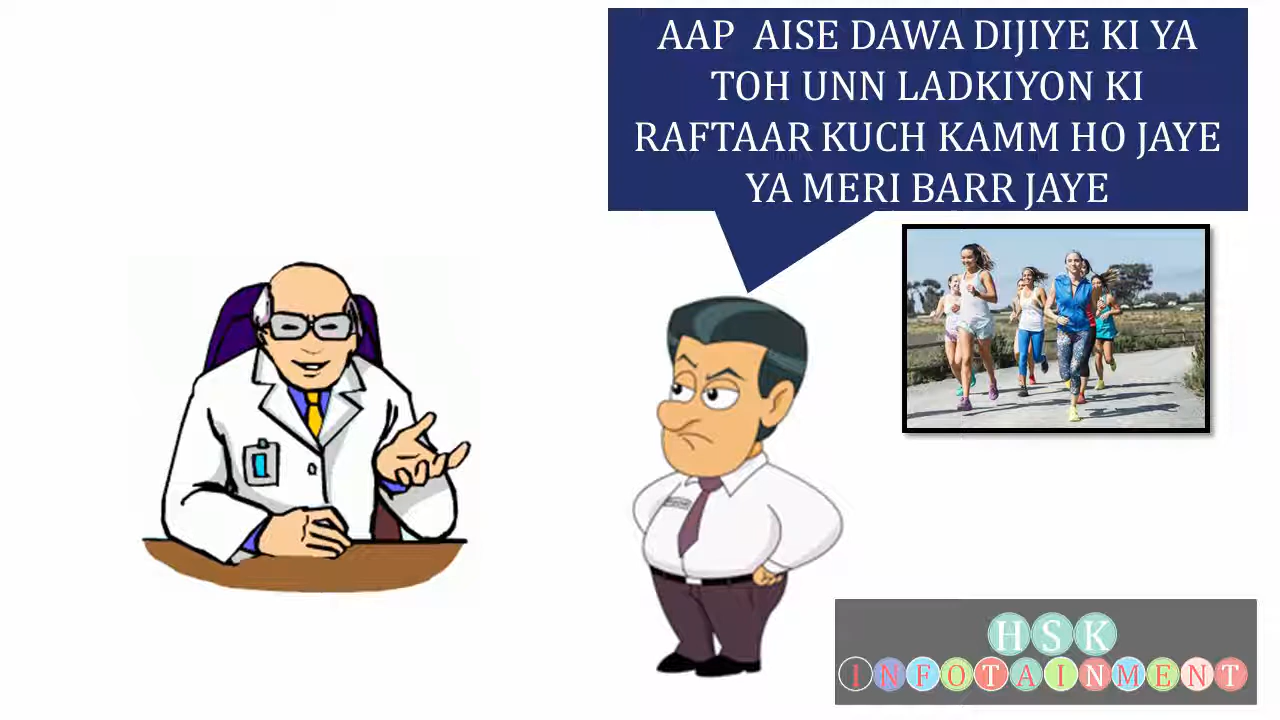 AAP AISE DAWA DIJIYE KI YA
TOH UNN LADKIYON KI
RAFTAAR KUCH KAMM HO JAYE
YA MERI BARR JAYE
HSK
INFOTAINMENT